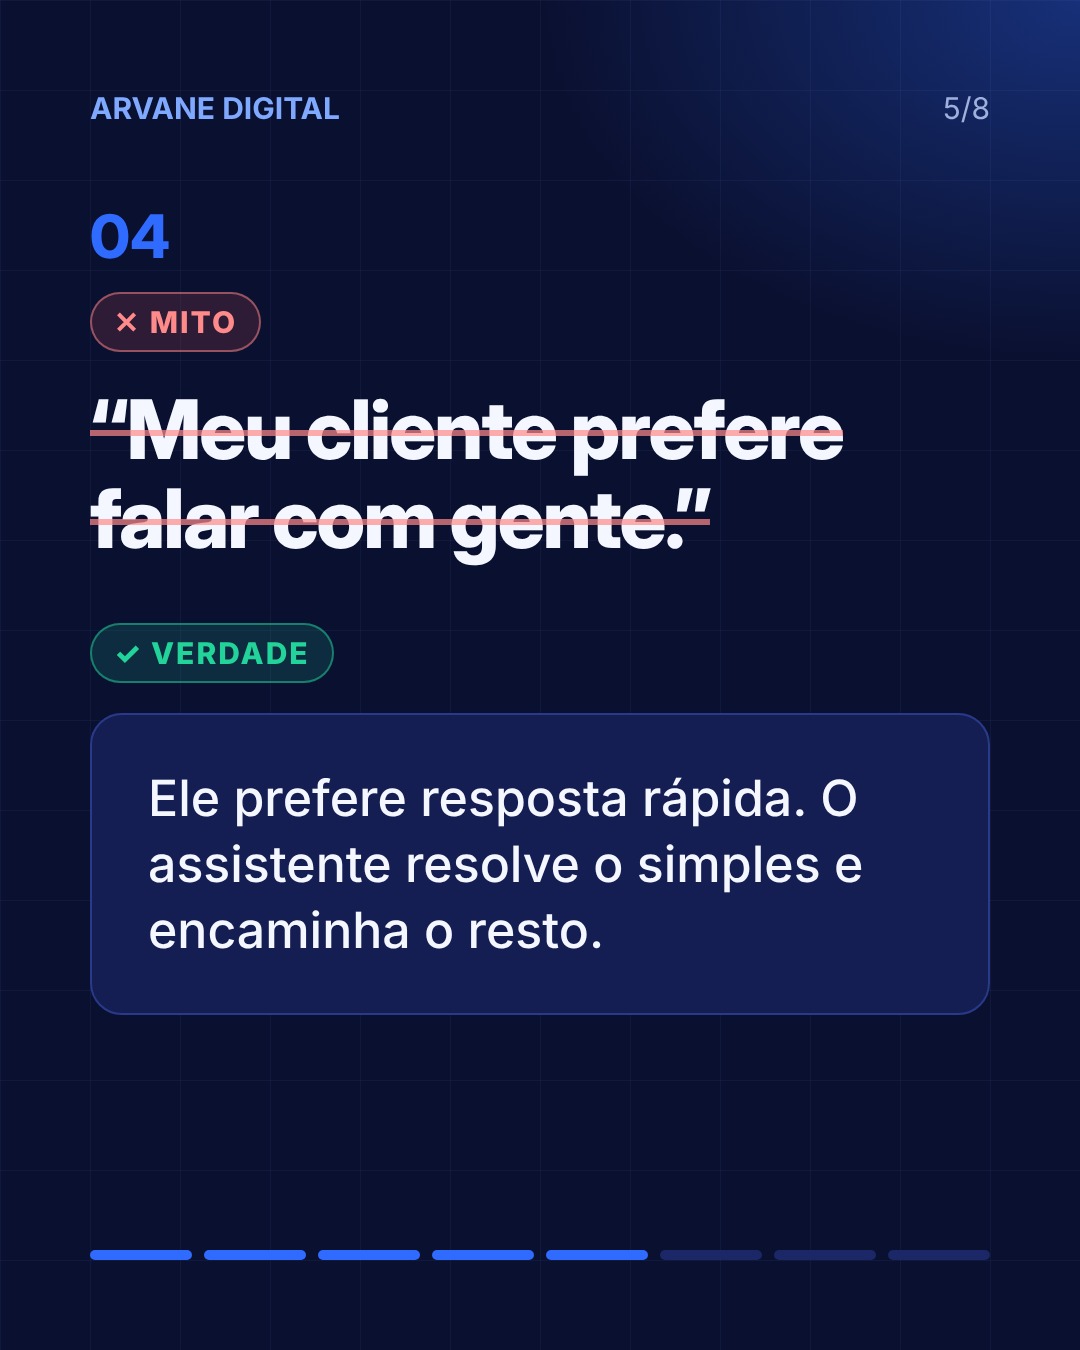 ARVANE DIGITAL
5/8
04
✕ MITO
“Meu cliente prefere
falar com gente.”
✓ VERDADE
Ele prefere resposta rápida. O
assistente resolve o simples e
encaminha o resto.